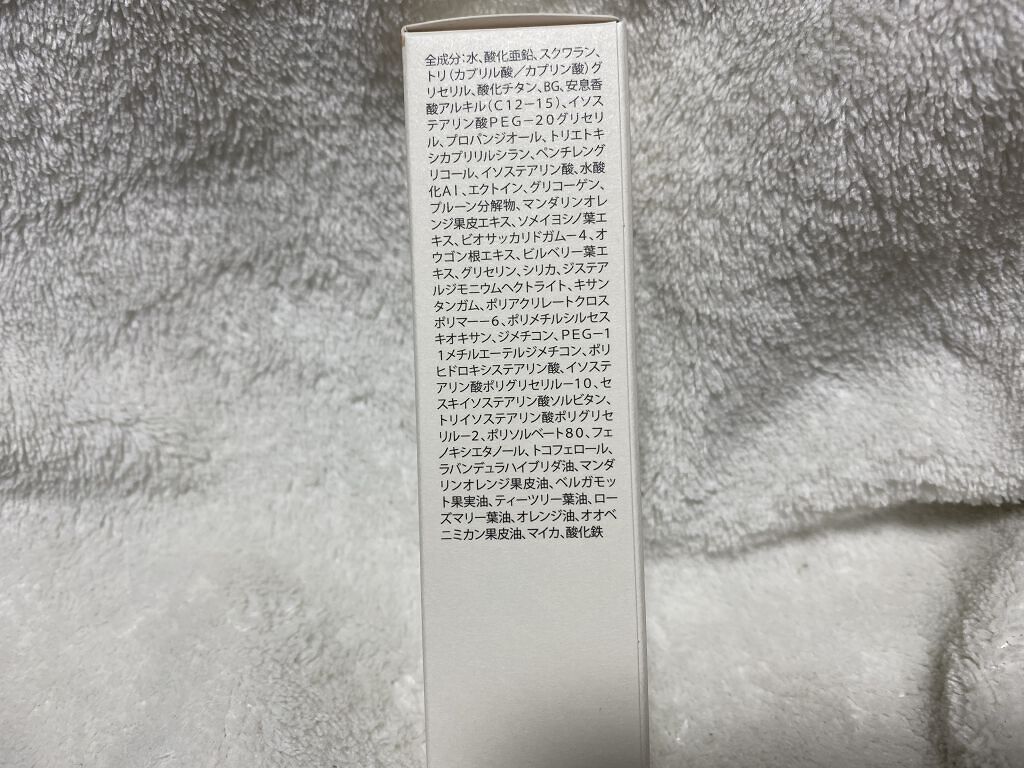 全成分:水、酸化亜鉛、スクワラン、
トリ(カプリル酸／カプリン酸)グ
リセリル、酸化チタン、BG、安息香
酸アルキル(C12－15)、イソス
テアリン酸PEG－20グリセリ
ル、プロパンジオール、トリエトキ
シカプリリルシラン、ペンチレング
リコール、イソステアリン酸、水酸
化Al、エクトイン、グリコーゲン、
プルーン分解物、マンダリンオレ
ンジ果皮エキス、ソメイヨシノ葉エ
キス、ビオサッカリドガム－4、オ
ウゴン根エキス、ビルベリー葉エ
キス、グリセリン、シリカ、ジステア
ルジモニウムヘクトライト、キサン
タンガム、ポリアクリレートクロス
ポリマー－6、ポリメチルシルセス
キオキサン、ジメチコン、PEG－1
1メチルエーテルジメチコン、ポリ
ヒドロキシステアリン酸、イソステ
アリン酸ポリグリセリル－10、セ
スキイソステアリン酸ソルビタン、
トリイソステアリン酸ポリグリセ
リル－2、ポリソルベート80、フェ
ノキシエタノール、トコフェロール、
ラバンデュラハイブリダ油、マンダ
リンオレンジ果皮油、ベルガモッ
ト果実油、ティーツリー葉油、ロー
ズマリー葉油、オレンジ油、オオベ
ニミカン果皮油、マイカ、酸化鉄